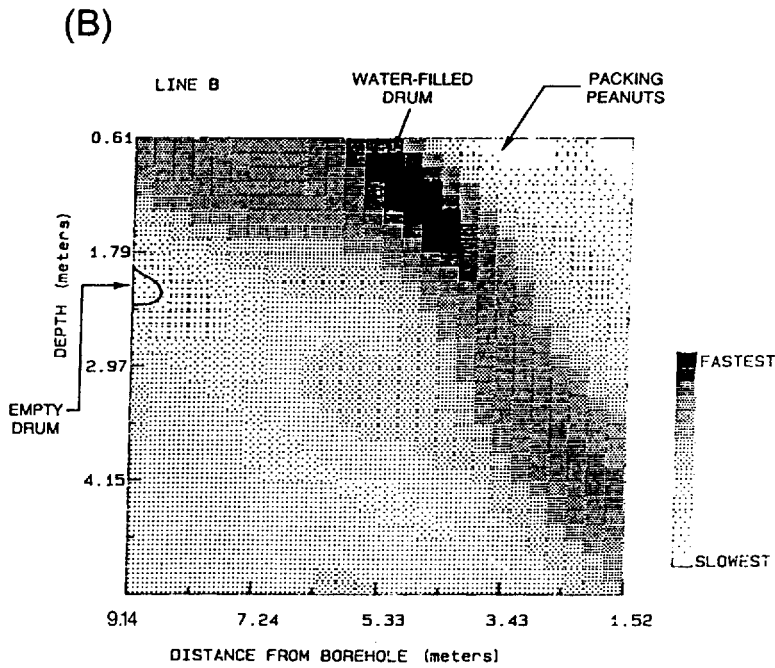 (B)
LINE B
WATER-FILLED
DRUM
PACKING
PEANUTS
0.61
1.79
2.97
4.15
DEPTH (meters)
EMPTY
DRUM
FASTEST
SLOWEST
9.14
7.24
5.33
3.43
1.52
DISTANCE FROM BOREHOLE (meters)